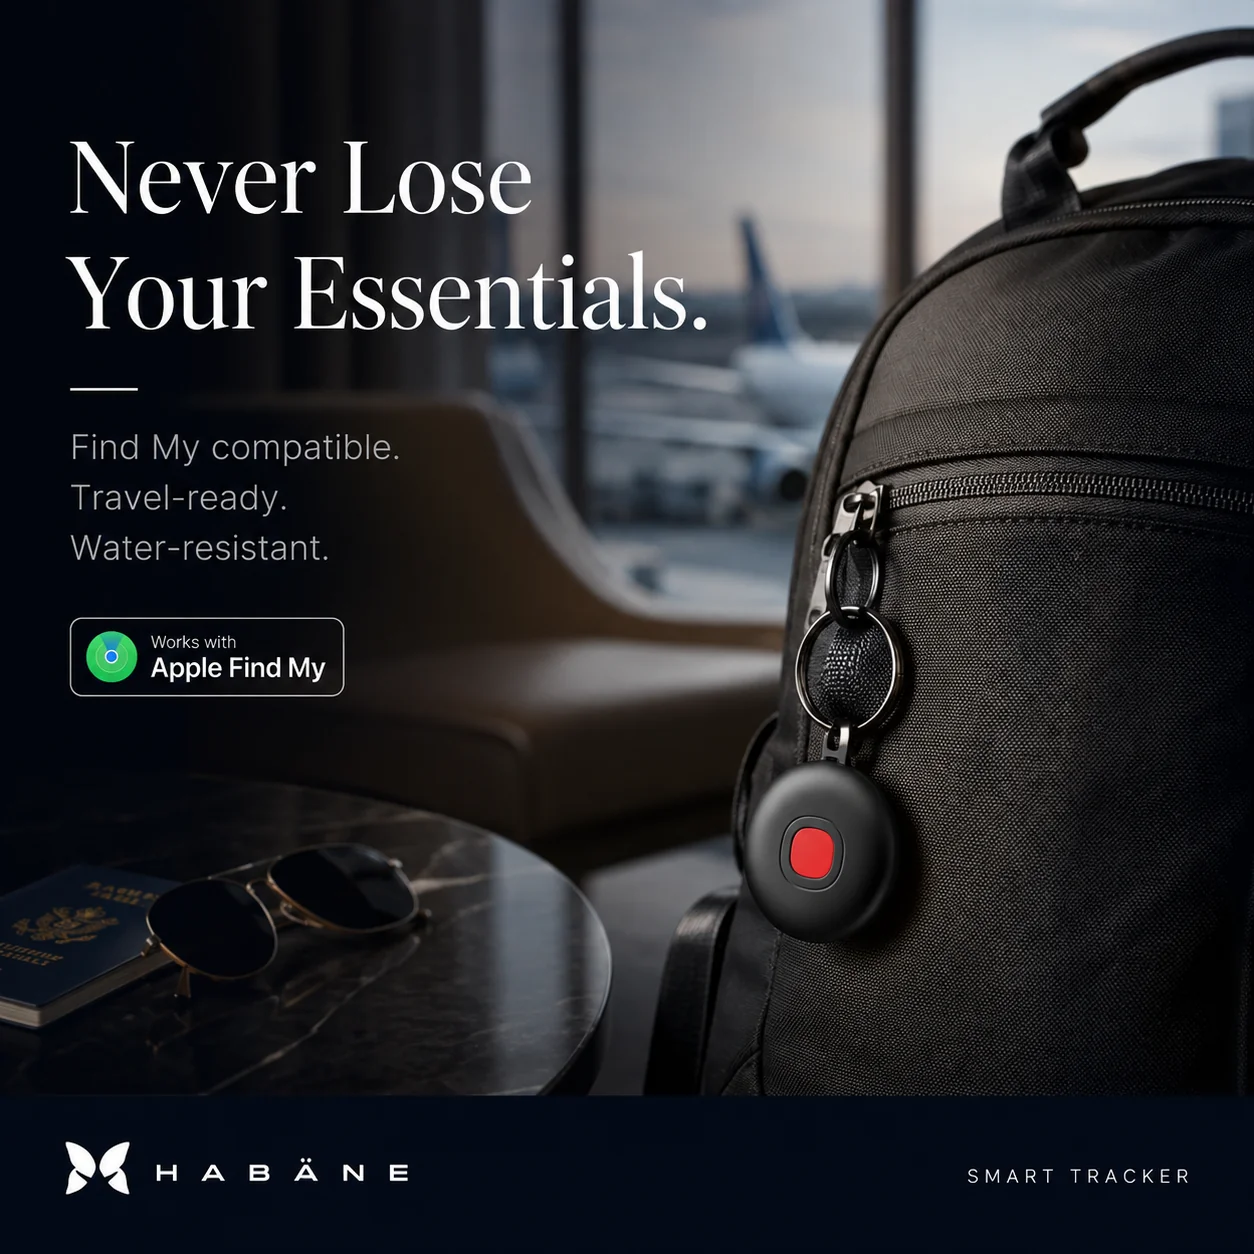 Never Lose
Your Essentials.
Find My compatible.
Travel-ready.
Water-resistant.
Works with
Apple Find My
HABÄNE
SMART TRACKER